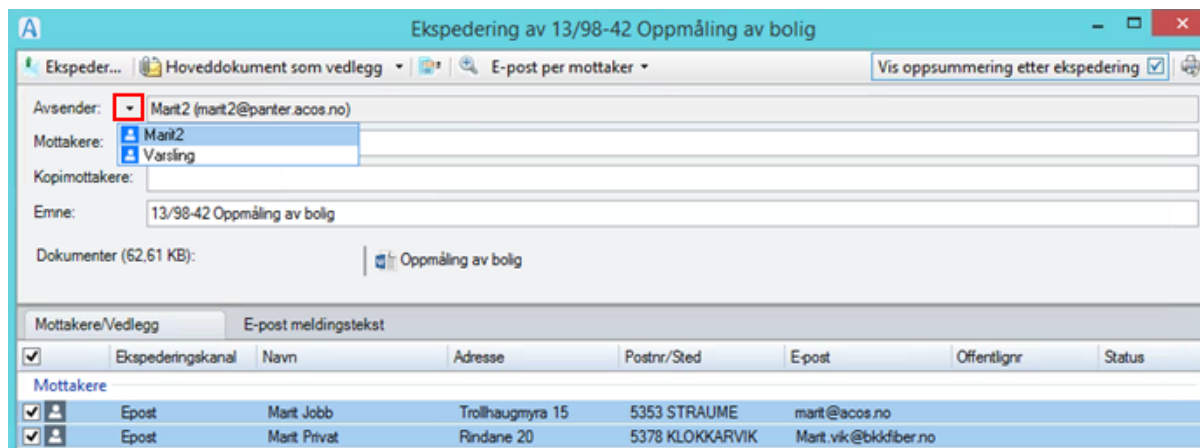 Ekspedering av 13/98-42 Oppmåling av bolig
Ekspeder... Hoveddokument som vedlegg E-post per mottaker Vis oppsummering etter ekspedering
Avsender: Marit2 (marit2@panter.acos.no)
Marit2
Mottakere:
Varsling
Kopimottakere:
Emne: 13/98-42 Oppmåling av bolig
Dokumenter (62,61 KB): Oppmåling av bolig
Mottakere/Vedlegg E-post meldingstekst
Ekspederingskanal Navn Adresse Postnr/Sted E-post Offentlignr Status
Mottakere
Epost Marit Jobb Trollhaugmyra 15 5353 STRAUME marit@acos.no
Epost Marit Privat Rindane 20 5378 KLOKKARVIK Marit.vik@bkkfiber.no